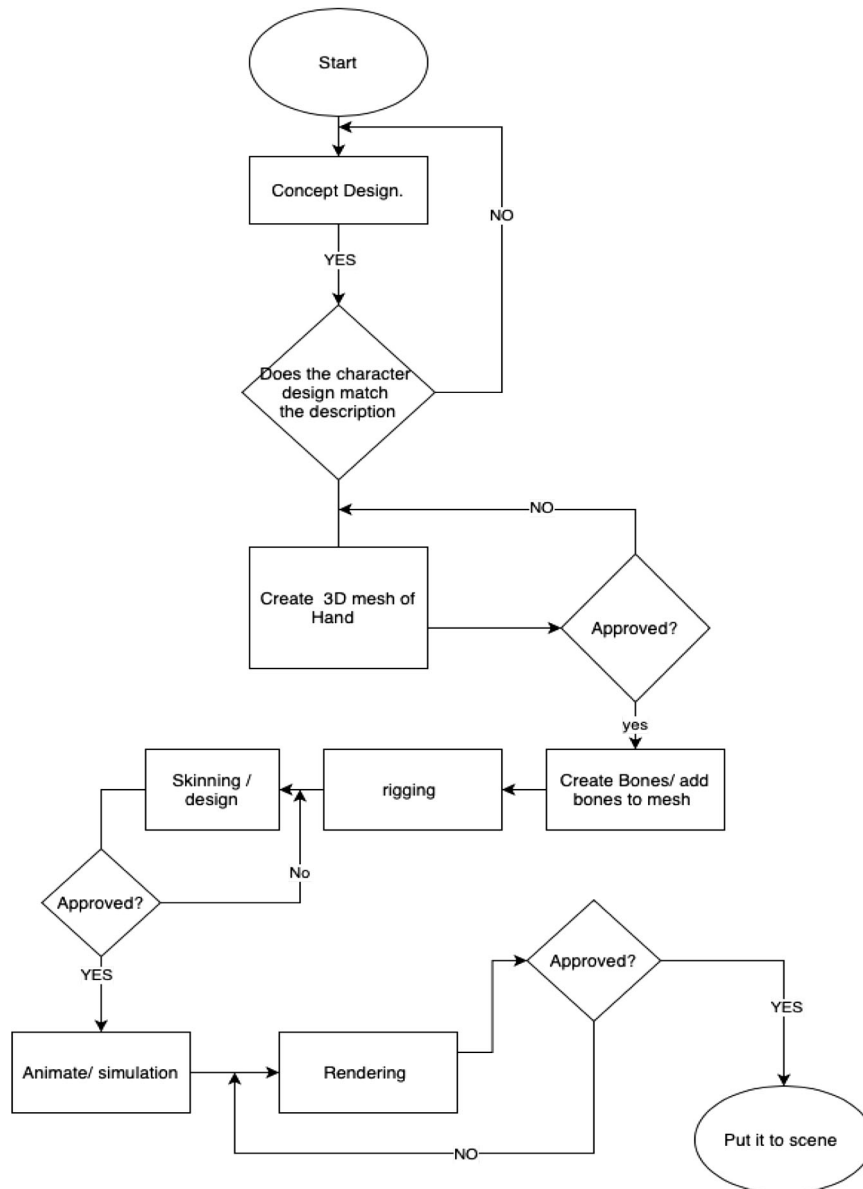 Start
Concept Design.
NO
YES
Does the character
design match
the description
NO
Create 3D mesh of
Hand
Approved?
yes
Skinning /
design
rigging
Create Bones/ add
bones to mesh
No
Approved?
Approved?
YES
YES
Animate/ simulation
Rendering
Put it to scene
NO